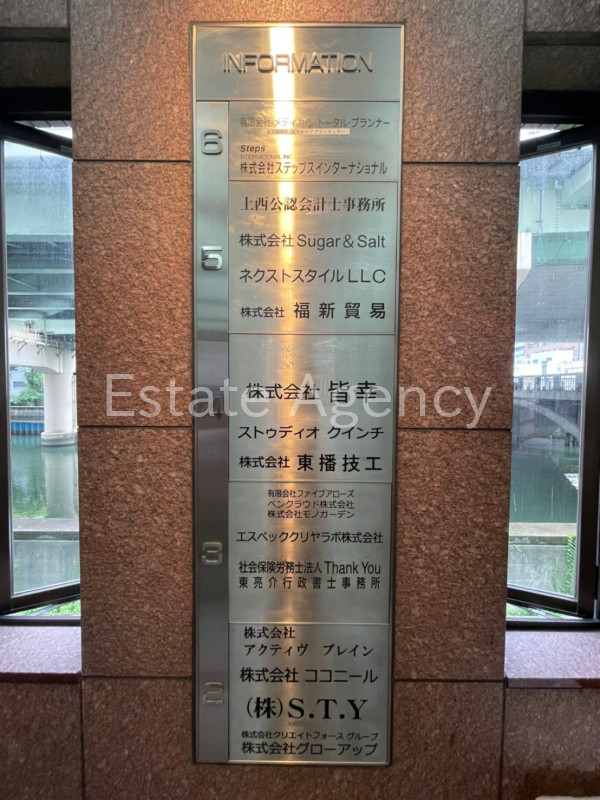 INFORMATION
6
有限会社 メディカル・トータル・プランナー
Steps
INTERNATIONAL INC
株式会社ステップスインターナショナル
5
上西公認会計士事務所
株式会社 Sugar & Salt
ネクストスタイル LLC
株式会社 福新貿易
株式会社 皆幸
Estate Agency
ストゥディオ クインチ
株式会社 東播技工
3
有限会社ファイブアローズ
ペンクラウド株式会社
株式会社モノガーデン
エスペッククリヤラボ株式会社
社会保険労務士法人 Thank You
東亮介行政書士事務所
2
株式会社
アクティヴ ブレイン
株式会社 ココニール
(株) S.T.Y
株式会社クリエイトフォース グループ
株式会社グローアップ